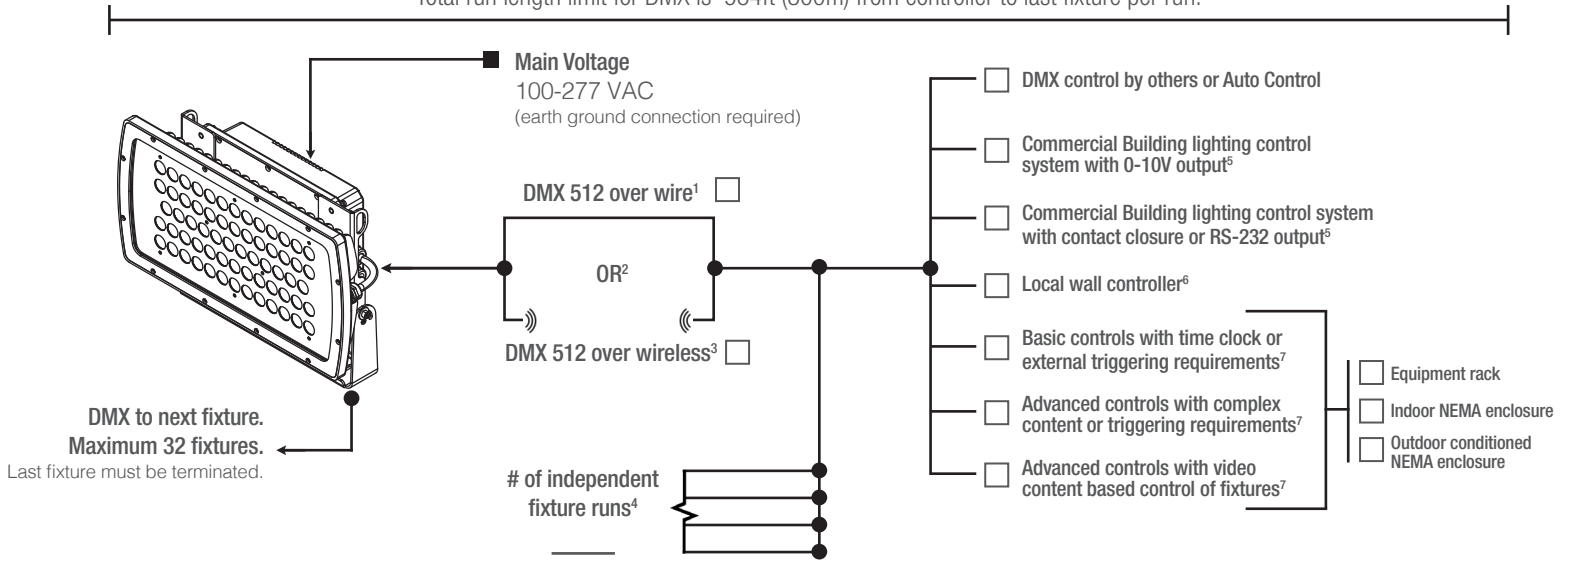 Total run length limit for DMX is 984ft (300m) from controller to last fixture per run.
Main Voltage
100-277 VAC
(earth ground connection required)
DMX 512 over wire¹
OR²
DMX 512 over wireless³
DMX to next fixture.
Maximum 32 fixtures.
Last fixture must be terminated.
# of independent
fixture runs⁴
DMX control by others or Auto Control
Commercial Building lighting control
system with 0-10V output⁵
Commercial Building lighting control system
with contact closure or RS-232 output⁵
Local wall controller⁶
Basic controls with time clock or
external triggering requirements⁷
Advanced controls with complex
content or triggering requirements⁷
Advanced controls with video
content based control of fixtures⁷
Equipment rack
Indoor NEMA enclosure
Outdoor conditioned
NEMA enclosure